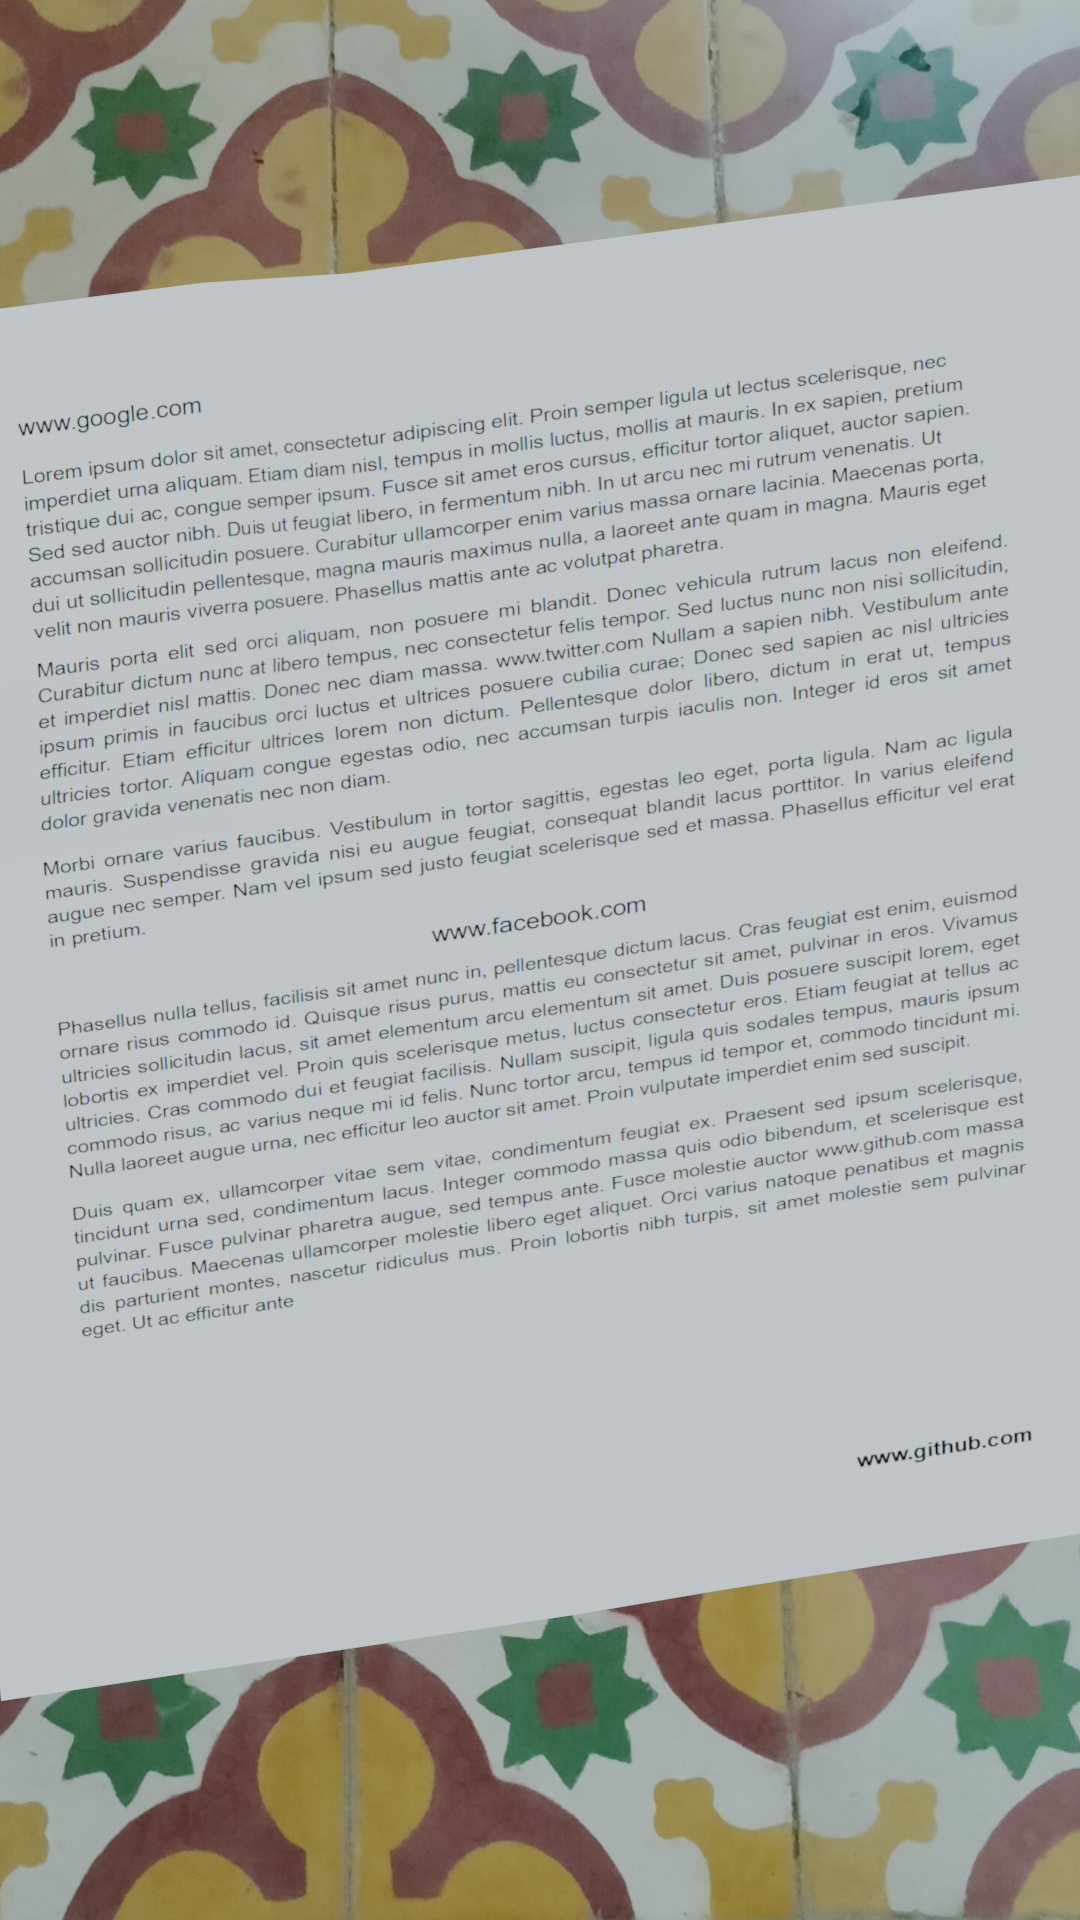 www.google.com
Lorem ipsum dolor sit amet, consectetur adipiscing elit. Proin semper ligula ut lectus scelerisque, nec
imperdiet urna aliquam. Etiam diam nisl, tempus in mollis luctus, mollis at mauris. In ex sapien, pretium
tristique dui ac, congue semper ipsum. Fusce sit amet eros cursus, efficitur tortor aliquet, auctor sapien.
Sed sed auctor nibh. Duis ut feugiat libero, in fermentum nibh. In ut arcu nec mi rutrum venenatis. Ut
accumsan sollicitudin posuere. Curabitur ullamcorper enim varius massa ornare lacinia. Maecenas porta,
dui ut sollicitudin pellentesque, magna mauris maximus nulla, a laoreet ante quam in magna. Mauris eget
velit non mauris viverra posuere. Phasellus mattis ante ac volutpat pharetra.
Mauris porta elit sed orci aliquam, non posuere mi blandit. Donec vehicula rutrum lacus non eleifend.
Curabitur dictum nunc at libero tempus, nec consectetur felis tempor. Sed luctus nunc non nisi sollicitudin,
et imperdiet nisl mattis. Donec nec diam massa. www.twitter.com Nullam a sapien nibh. Vestibulum ante
ipsum primis in faucibus orci luctus et ultrices posuere cubilia curae; Donec sed sapien ac nisl ultricies
efficitur. Etiam efficitur ultrices lorem non dictum. Pellentesque dolor libero, dictum in erat ut, tempus
ultricies tortor. Aliquam congue egestas odio, nec accumsan turpis iaculis non. Integer id eros sit amet
dolor gravida venenatis nec non diam.
Morbi ornare varius faucibus. Vestibulum in tortor sagittis, egestas leo eget, porta ligula. Nam ac ligula
mauris. Suspendisse gravida nisi eu augue feugiat, consequat blandit lacus porttitor. In varius eleifend
augue nec semper. Nam vel ipsum sed justo feugiat scelerisque sed et massa. Phasellus efficitur vel erat
in pretium.
www.facebook.com
Phasellus nulla tellus, facilisis sit amet nunc in, pellentesque dictum lacus. Cras feugiat est enim, euismod
ornare risus commodo id. Quisque risus purus, mattis eu consectetur sit amet, pulvinar in eros. Vivamus
ultricies sollicitudin lacus, sit amet elementum arcu elementum sit amet. Duis posuere suscipit lorem, eget
lobortis ex imperdiet vel. Proin quis scelerisque metus, luctus consectetur eros. Etiam feugiat at tellus ac
ultricies. Cras commodo dui et feugiat facilisis. Nullam suscipit, ligula quis sodales tempus, mauris ipsum
commodo risus, ac varius neque mi id felis. Nunc tortor arcu, tempus id tempor et, commodo tincidunt mi.
Nulla laoreet augue urna, nec efficitur leo auctor sit amet. Proin vulputate imperdiet enim sed suscipit.
Duis quam ex, ullamcorper vitae sem vitae, condimentum feugiat ex. Praesent sed ipsum scelerisque,
tincidunt urna sed, condimentum lacus. Integer commodo massa quis odio bibendum, et scelerisque est
pulvinar. Fusce pulvinar pharetra augue, sed tempus ante. Fusce molestie auctor www.github.com massa
ut faucibus. Maecenas ullamcorper molestie libero eget aliquet. Orci varius natoque penatibus et magnis
dis parturient montes, nascetur ridiculus mus. Proin lobortis nibh turpis, sit amet molestie sem pulvinar
eget. Ut ac efficitur ante
www.github.com